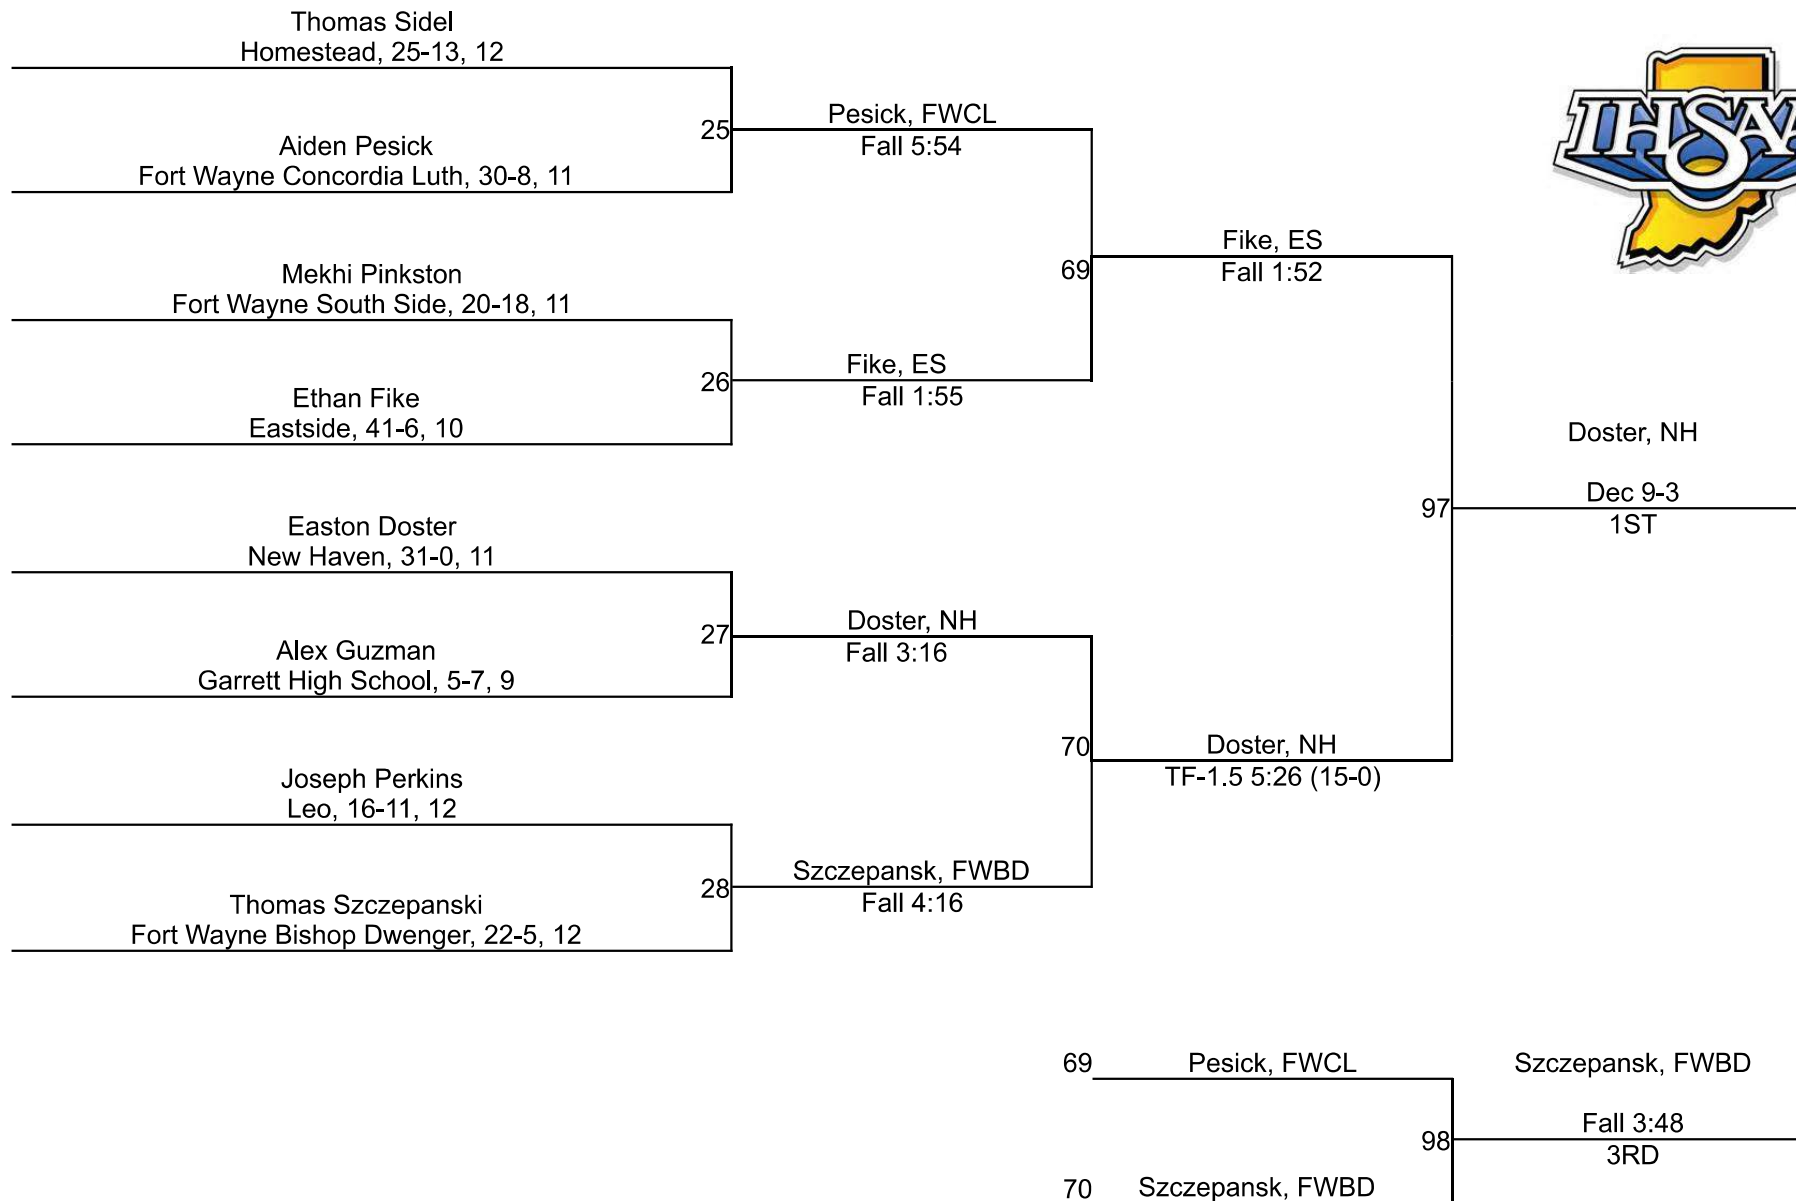 Thomas Sidel
Homestead, 25-13, 12
25
Pesick, FWCL
Fall 5:54
Aiden Pesick
Fort Wayne Concordia Luth, 30-8, 11
IHSAA
69
Fike, ES
Fall 1:52
Mekhi Pinkston
Fort Wayne South Side, 20-18, 11
26
Fike, ES
Fall 1:55
Ethan Fike
Eastside, 41-6, 10
97
Doster, NH
Dec 9-3
1ST
Easton Doster
New Haven, 31-0, 11
27
Doster, NH
Fall 3:16
Alex Guzman
Garrett High School, 5-7, 9
70
Doster, NH
TF-1.5 5:26 (15-0)
Joseph Perkins
Leo, 16-11, 12
28
Szczepansk, FWBD
Fall 4:16
Thomas Szczepanski
Fort Wayne Bishop Dwenger, 22-5, 12
69
Pesick, FWCL
98
Szczepansk, FWBD
Fall 3:48
3RD
70
Szczepansk, FWBD